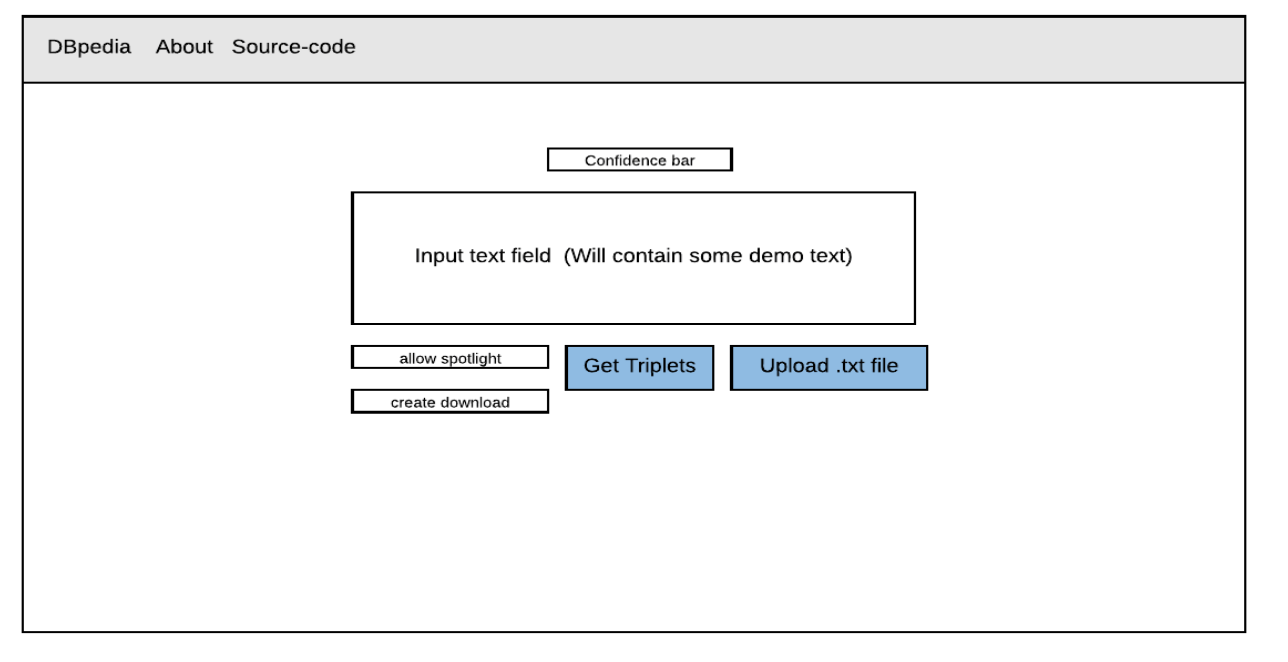 DBpedia About Source-code
Confidence bar
Input text field (Will contain some demo text)
allow spotlight
Get Triplets
Upload .txt file
create download